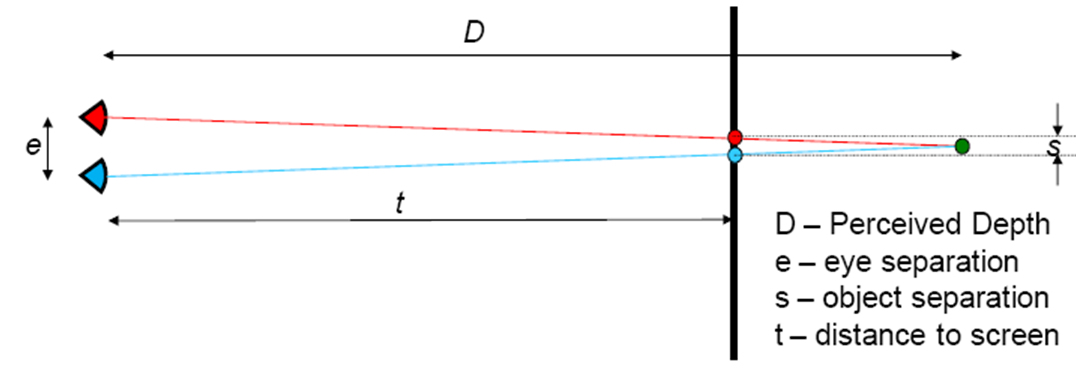 D
e
s
t
D – Perceived Depth
e – eye separation
s – object separation
t – distance to screen